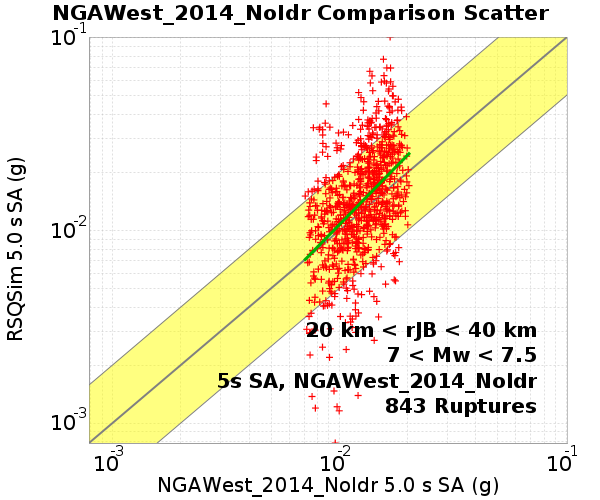 NGAWest_2014_NoIdr Comparison Scatter
10-1
10-2
10-3
RSQSim 5.0 s SA (g)
20 km < rJB < 40 km
7 < Mw < 7.5
5s SA, NGAWest_2014_NoIdr
843 Ruptures
10-3 10-2 10-1
NGAWest_2014_NoIdr 5.0 s SA (g)